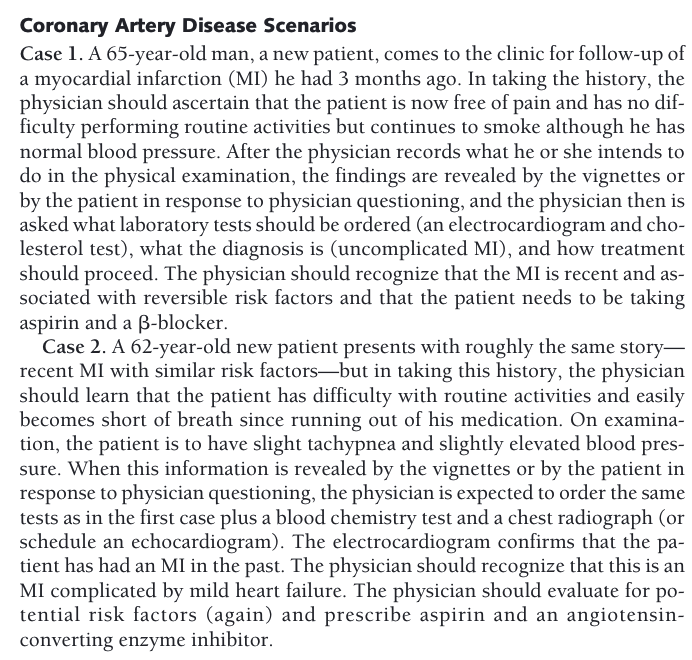 Coronary Artery Disease Scenarios
Case 1. A 65-year-old man, a new patient, comes to the clinic for follow-up of
a myocardial infarction (MI) he had 3 months ago. In taking the history, the
physician should ascertain that the patient is now free of pain and has no dif-
ficulty performing routine activities but continues to smoke although he has
normal blood pressure. After the physician records what he or she intends to
do in the physical examination, the findings are revealed by the vignettes or
by the patient in response to physician questioning, and the physician then is
asked what laboratory tests should be ordered (an electrocardiogram and cho-
lesterol test), what the diagnosis is (uncomplicated MI), and how treatment
should proceed. The physician should recognize that the MI is recent and as-
sociated with reversible risk factors and that the patient needs to be taking
aspirin and a β-blocker.
Case 2. A 62-year-old new patient presents with roughly the same story—
recent MI with similar risk factors—but in taking this history, the physician
should learn that the patient has difficulty with routine activities and easily
becomes short of breath since running out of his medication. On examina-
tion, the patient is to have slight tachypnea and slightly elevated blood pres-
sure. When this information is revealed by the vignettes or by the patient in
response to physician questioning, the physician is expected to order the same
tests as in the first case plus a blood chemistry test and a chest radiograph (or
schedule an echocardiogram). The electrocardiogram confirms that the pa-
tient has had an MI in the past. The physician should recognize that this is an
MI complicated by mild heart failure. The physician should evaluate for po-
tential risk factors (again) and prescribe aspirin and an angiotensin-
converting enzyme inhibitor.